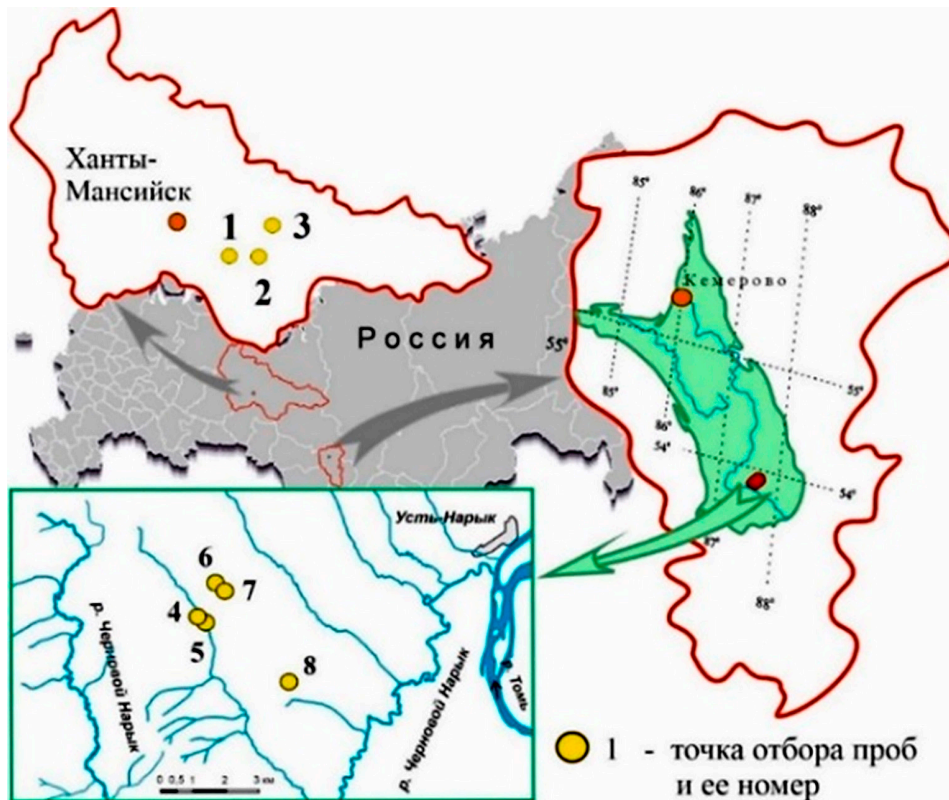 Ханты-
Мансийск
1
3
2
Россия
85°
86°
87°
88°
Кемерово
55°
85°
55°
86°
54°
54°
87°
88°
Усть-Нарык
6
7
4
5
8
р. Черновой Нарык
р. Черновой Нарык
р. Томь
0 0,5 1 2 3 км
1 - точка отбора проб
и ее номер